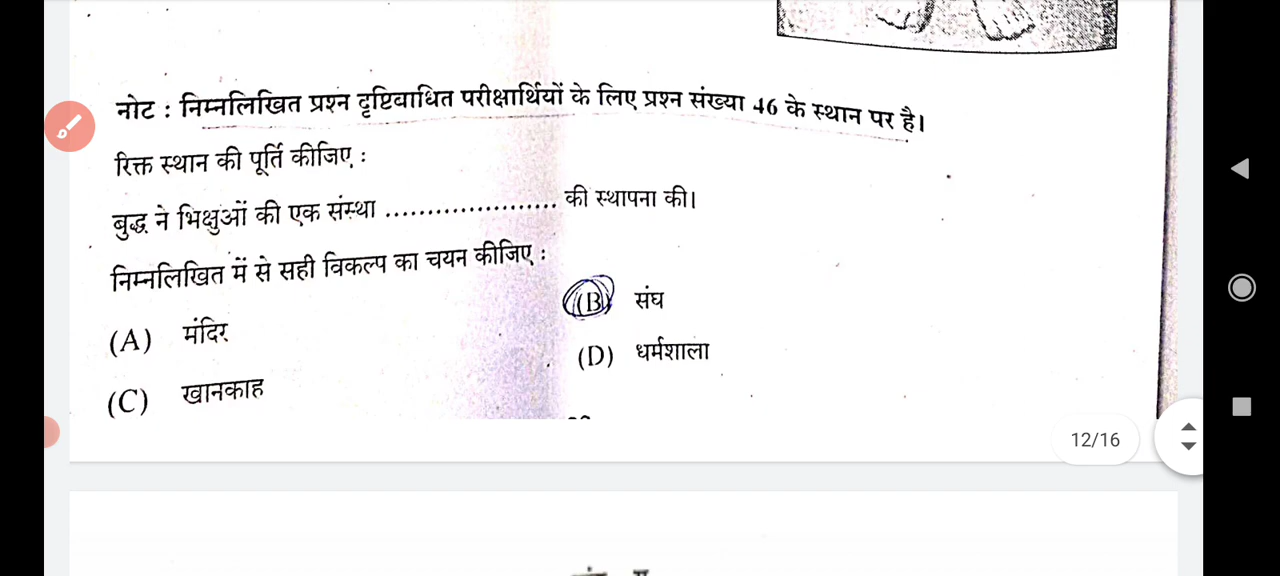 नोट : निम्नलिखित प्रश्न दृष्टिबाधित परीक्षार्थियों के लिए प्रश्न संख्या 46 के स्थान पर है।
रिक्त स्थान की पूर्ति कीजिए :
बुद्ध ने भिक्षुओं की एक संस्था ..................... की स्थापना की।
निम्नलिखित में से सही विकल्प का चयन कीजिए :
(A) मंदिर (B) संघ
(C) खानकाह (D) धर्मशाला
12/16